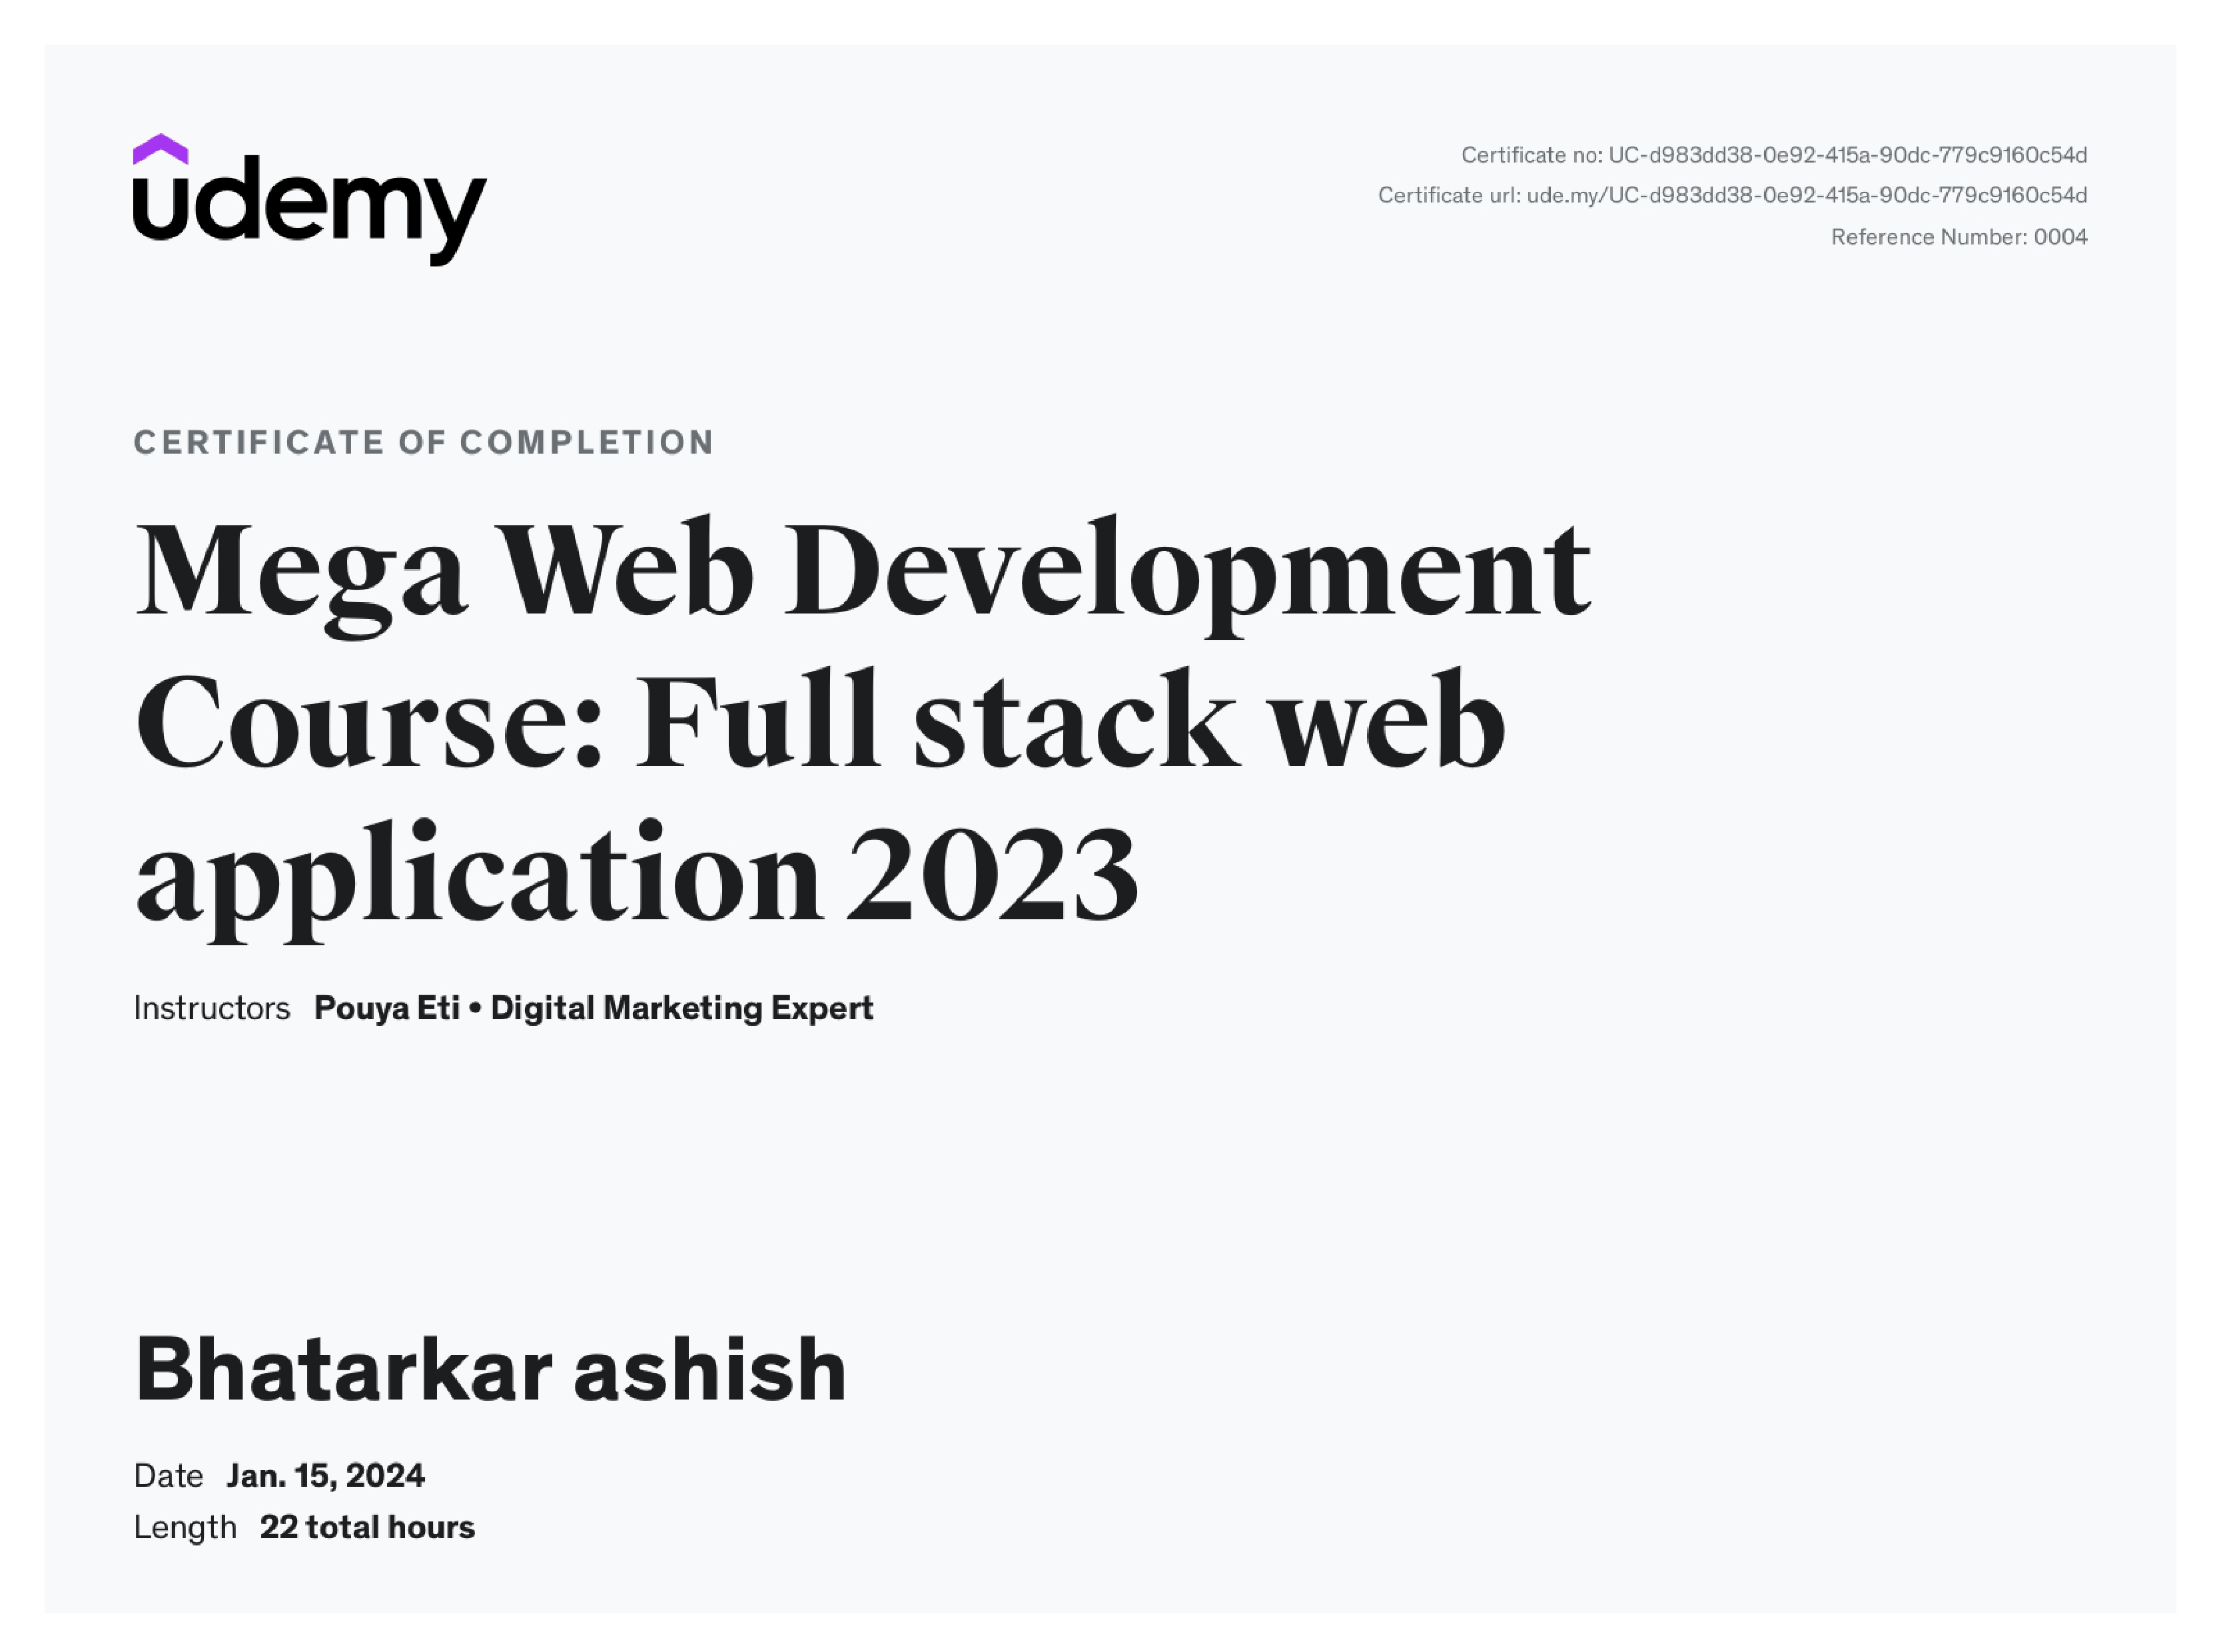 udemy
Certificate no: UC-d983dd38-0e92-415a-90dc-779c9160c54d
Certificate url: ude.my/UC-d983dd38-0e92-415a-90dc-779c9160c54d
Reference Number: 0004
CERTIFICATE OF COMPLETION
Mega Web Development
Course: Full stack web
application 2023
Instructors Pouya Eti • Digital Marketing Expert
Bhatarkar ashish
Date Jan. 15, 2024
Length 22 total hours